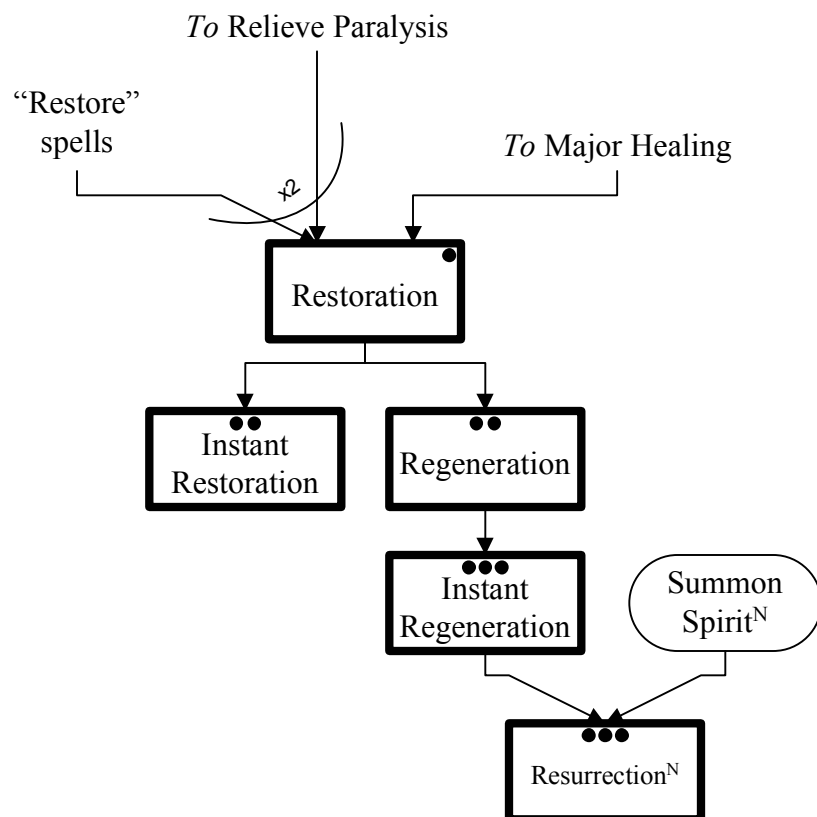 To Relieve Paralysis
“Restore”
spells
To Major Healing
x2
Restoration
Instant
Restoration
Regeneration
Instant
Regeneration
Summon
Spiritᴺ
Resurrectionᴺ